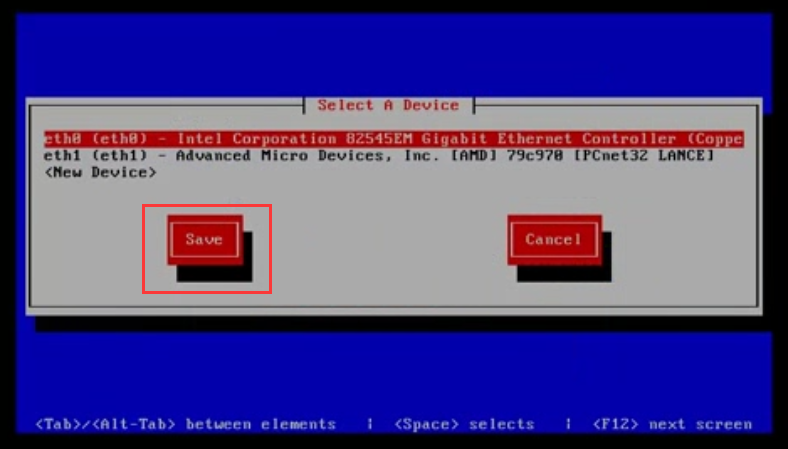 Select A Device
eth0 (eth0) - Intel Corporation 82545EM Gigabit Ethernet Controller (Coppe
eth1 (eth1) - Advanced Micro Devices, Inc. [AMD] 79c970 [PCnet32 LANCE]
<New Device>
Save Cancel
<Tab>/<Alt-Tab> between elements | <Space> selects | <F12> next screen